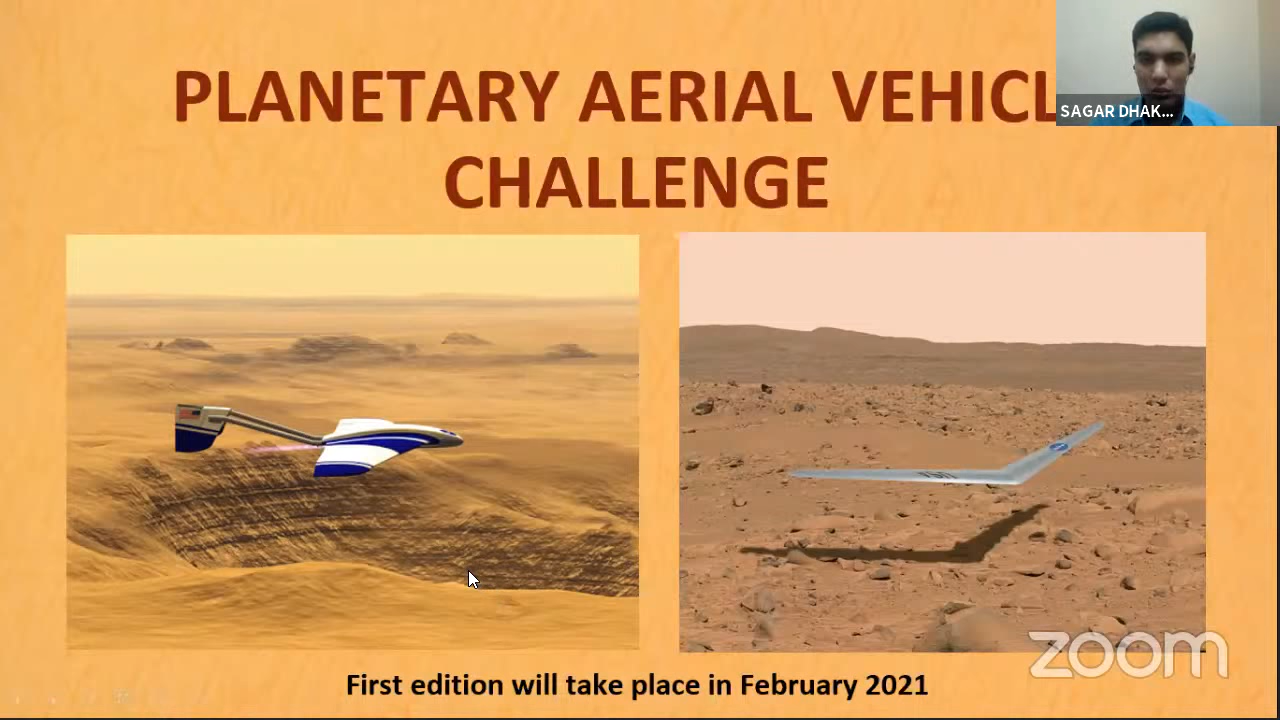 PLANETARY AERIAL VEHICL
CHALLENGE
SAGAR DHAK...
zoom
First edition will take place in February 2021